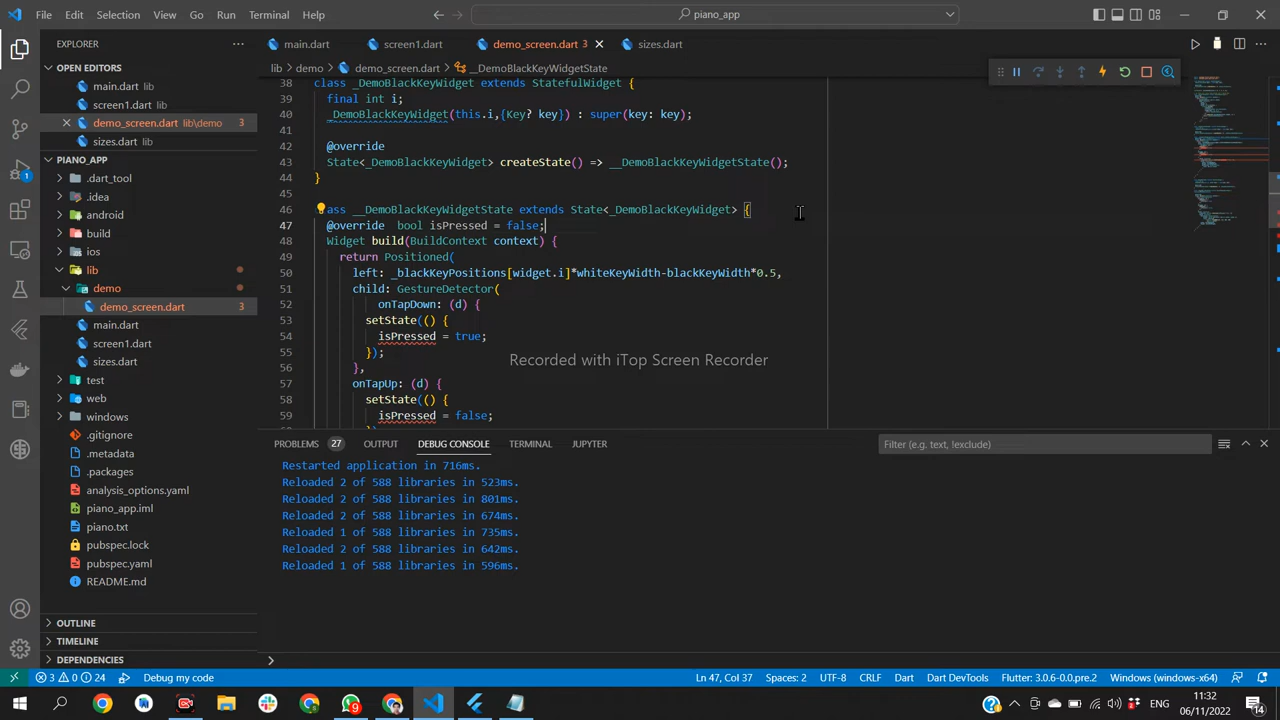 File Edit Selection View Go Run Terminal Help
piano_app
EXPLORER
OPEN EDITORS
main.dart lib
screen1.dart lib
demo_screen.dart lib\demo 3
sizes.dart lib
PIANO_APP
.dart_tool
.idea
android
build
ios
lib
demo
demo_screen.dart 3
main.dart
screen1.dart
sizes.dart
test
web
windows
.gitignore
.metadata
.packages
analysis_options.yaml
piano_app.iml
piano.txt
pubspec.lock
pubspec.yaml
README.md
OUTLINE
TIMELINE
DEPENDENCIES
main.dart screen1.dart demo_screen.dart 3 sizes.dart
lib > demo > demo_screen.dart > __DemoBlackKeyWidgetState
38 class _DemoBlackKeyWidget extends StatefulWidget {
39 final int i;
40 _DemoBlackKeyWidget(this.i,{Key? key}) : super(key: key);
41
42 @override
43 State<_DemoBlackKeyWidget> createState() => __DemoBlackKeyWidgetState();
44 }
45
46 ass __DemoBlackKeyWidgetState extends State<_DemoBlackKeyWidget> {
47 @override bool isPressed = false;
48 Widget build(BuildContext context) {
49 return Positioned(
50 left: _blackKeyPositions[widget.i]*whiteKeyWidth-blackKeyWidth*0.5,
51 child: GestureDetector(
52 onTapDown: (d) {
53 setState(() {
54 isPressed = true;
55 });
56 },
57 onTapUp: (d) {
58 setState(() {
59 isPressed = false;
Recorded with iTop Screen Recorder
PROBLEMS 27 OUTPUT DEBUG CONSOLE TERMINAL JUPYTER
Filter (e.g. text, !exclude)
Restarted application in 716ms.
Reloaded 2 of 588 libraries in 523ms.
Reloaded 2 of 588 libraries in 801ms.
Reloaded 2 of 588 libraries in 674ms.
Reloaded 1 of 588 libraries in 735ms.
Reloaded 2 of 588 libraries in 642ms.
Reloaded 1 of 588 libraries in 596ms.
3 0 24 Debug my code
Ln 47, Col 37 Spaces: 2 UTF-8 CRLF Dart Dart DevTools Flutter: 3.0.6-0.0.pre.2 Windows (windows-x64)
11:32
06/11/2022